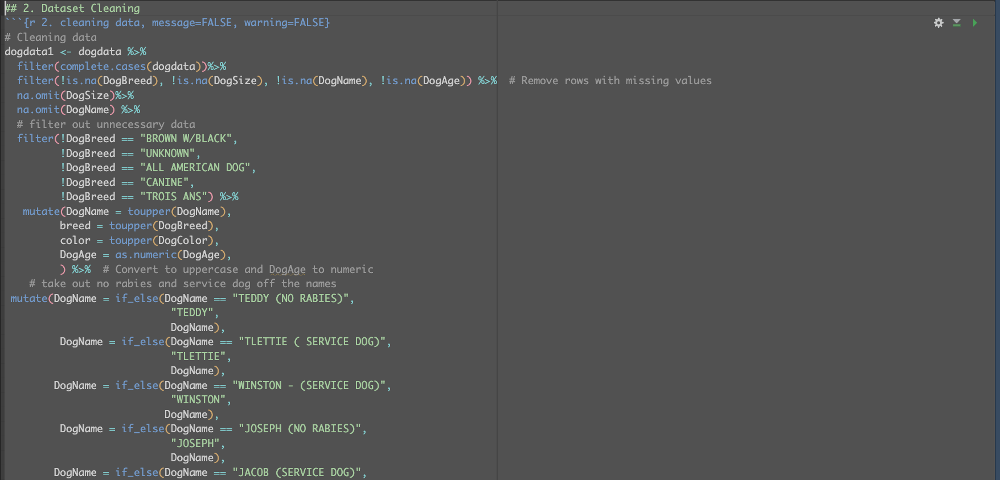 ## 2. Dataset Cleaning
```{r 2. cleaning data, message=FALSE, warning=FALSE}
# Cleaning data
dogdata1 <- dogdata %>%
  filter(complete.cases(dogdata))%>%
  filter(!is.na(DogBreed), !is.na(DogSize), !is.na(DogName), !is.na(DogAge)) %>%  # Remove rows with missing values
  na.omit(DogSize)%>%
  na.omit(DogName) %>%
  # filter out unnecessary data
  filter(!DogBreed == "BROWN W/BLACK",
         !DogBreed == "UNKNOWN",
         !DogBreed == "ALL AMERICAN DOG",
         !DogBreed == "CANINE",
         !DogBreed == "TROIS ANS") %>%
   mutate(DogName = toupper(DogName),
         breed = toupper(DogBreed),
         color = toupper(DogColor),
         DogAge = as.numeric(DogAge),
         ) %>%  # Convert to uppercase and DogAge to numeric
    # take out no rabies and service dog off the names
 mutate(DogName = if_else(DogName == "TEDDY (NO RABIES)",
                           "TEDDY",
                           DogName),
         DogName = if_else(DogName == "TLETTIE ( SERVICE DOG)",
                           "TLETTIE",
                           DogName),
        DogName = if_else(DogName == "WINSTON - (SERVICE DOG)",
                           "WINSTON",
                          DogName),
         DogName = if_else(DogName == "JOSEPH (NO RABIES)",
                           "JOSEPH",
                           DogName),
        DogName = if_else(DogName == "JACOB (SERVICE DOG)",